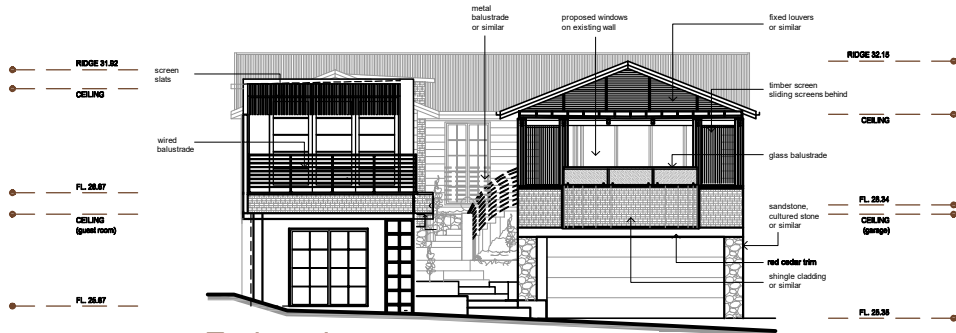 metal
balustrade
or similar
proposed windows
on existing wall
fixed louvers
or similar
RIDGE 31.92
screen
slats
CEILING
RIDGE 32.15
timber screen
sliding screens behind
CEILING
wired
balustrade
glass balustrade
FL. 28.67
CEILING
(guest room)
sandstone,
cultured stone
or similar
FL. 28.34
CEILING
(garage)
red cedar trim
shingle cladding
or similar
FL. 25.87
FL. 25.35